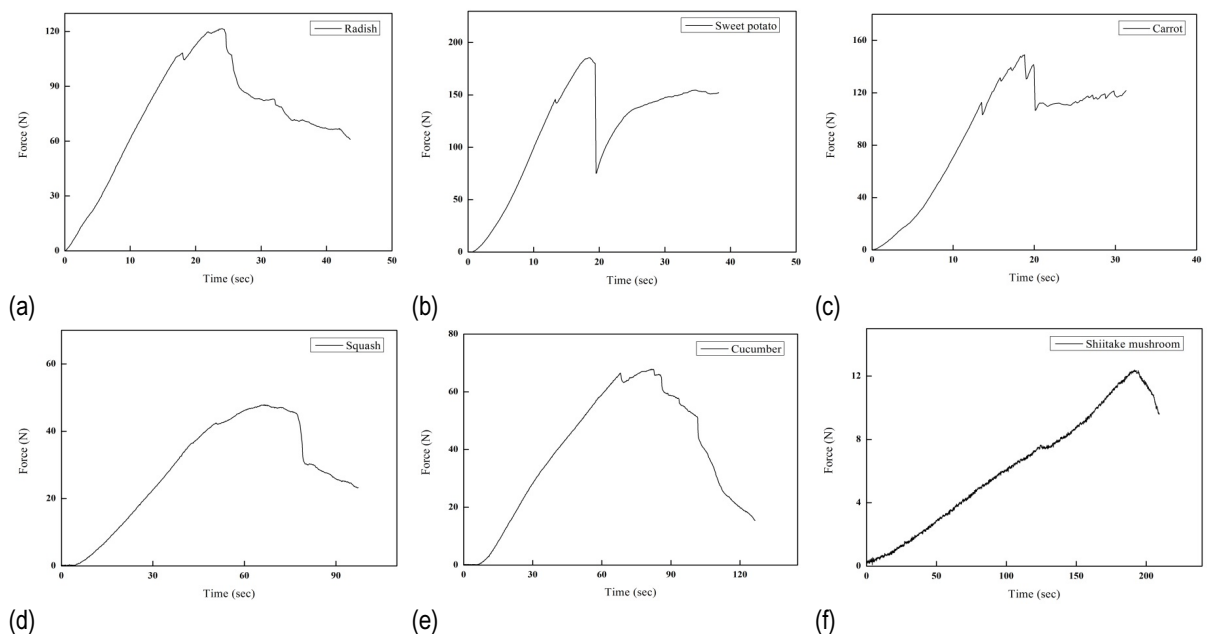 Radish
120
90
60
30
0
Force (N)
0 10 20 30 40 50
Time (sec)
(a)
Sweet potato
200
150
100
50
0
Force (N)
0 10 20 30 40 50
Time (sec)
(b)
Carrot
160
120
80
40
0
Force (N)
0 10 20 30 40
Time (sec)
(c)
Squash
60
40
20
0
Force (N)
0 30 60 90
Time (sec)
(d)
Cucumber
80
60
40
20
0
Force (N)
0 30 60 90 120
Time (sec)
(e)
Shiitake mushroom
12
8
4
0
Force (N)
0 50 100 150 200
Time (sec)
(f)